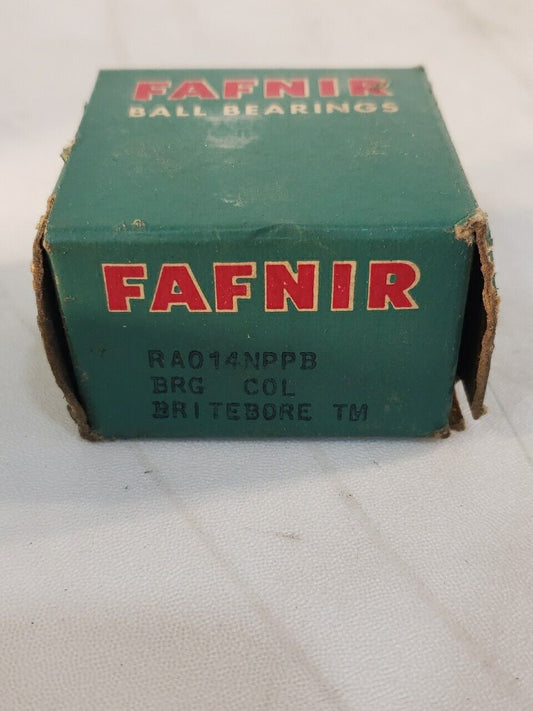 FAFNIR
BALL BEARINGS
FAFNIR
RA014NPPB
BRG COL
BRITEBORE TM